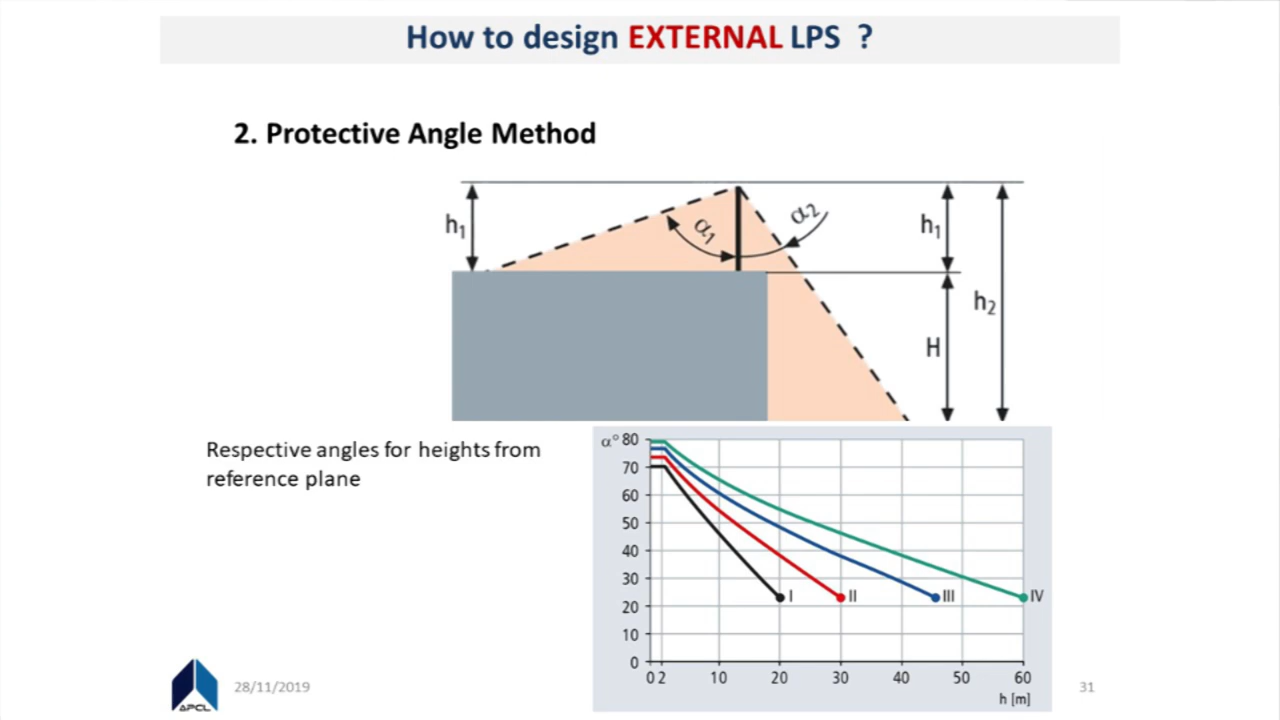 How to design EXTERNAL LPS ?
2. Protective Angle Method
h₁
α₁
α₂
h₁
h₂
H
Respective angles for heights from
reference plane
α° 80
70
60
50
40
30
20
10
0
I
II
III
IV
0 2 10 20 30 40 50 60
h [m]
APCL
28/11/2019
31